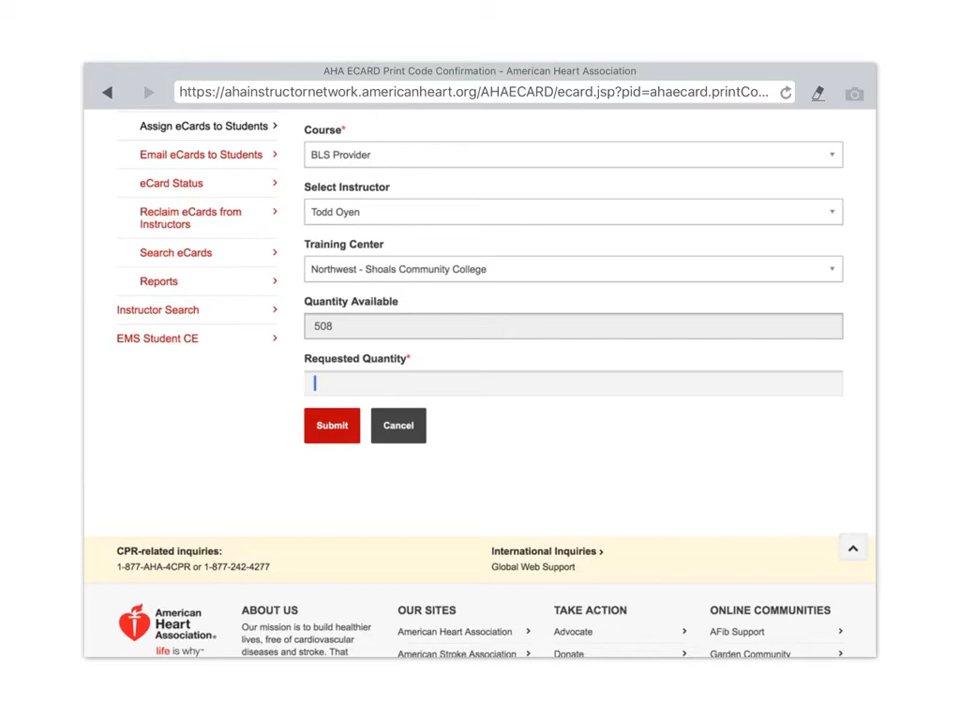 AHA ECARD Print Code Confirmation - American Heart Association
https://ahainstructornetwork.americanheart.org/AHAECARD/ecard.jsp?pid=ahaecard.printCo...
Assign eCards to Students
Email eCards to Students
eCard Status
Reclaim eCards from
Instructors
Search eCards
Reports
Instructor Search
EMS Student CE
Course*
BLS Provider
Select Instructor
Todd Oyen
Training Center
Northwest - Shoals Community College
Quantity Available
508
Requested Quantity*
Submit
Cancel
CPR-related inquiries:
1-877-AHA-4CPR or 1-877-242-4277
International Inquiries
Global Web Support
American
Heart
Association®
life is why™
ABOUT US
Our mission is to build healthier
lives, free of cardiovascular
diseases and stroke. That
OUR SITES
American Heart Association
American Stroke Association
TAKE ACTION
Advocate
Donate
ONLINE COMMUNITIES
AFib Support
Garden Community